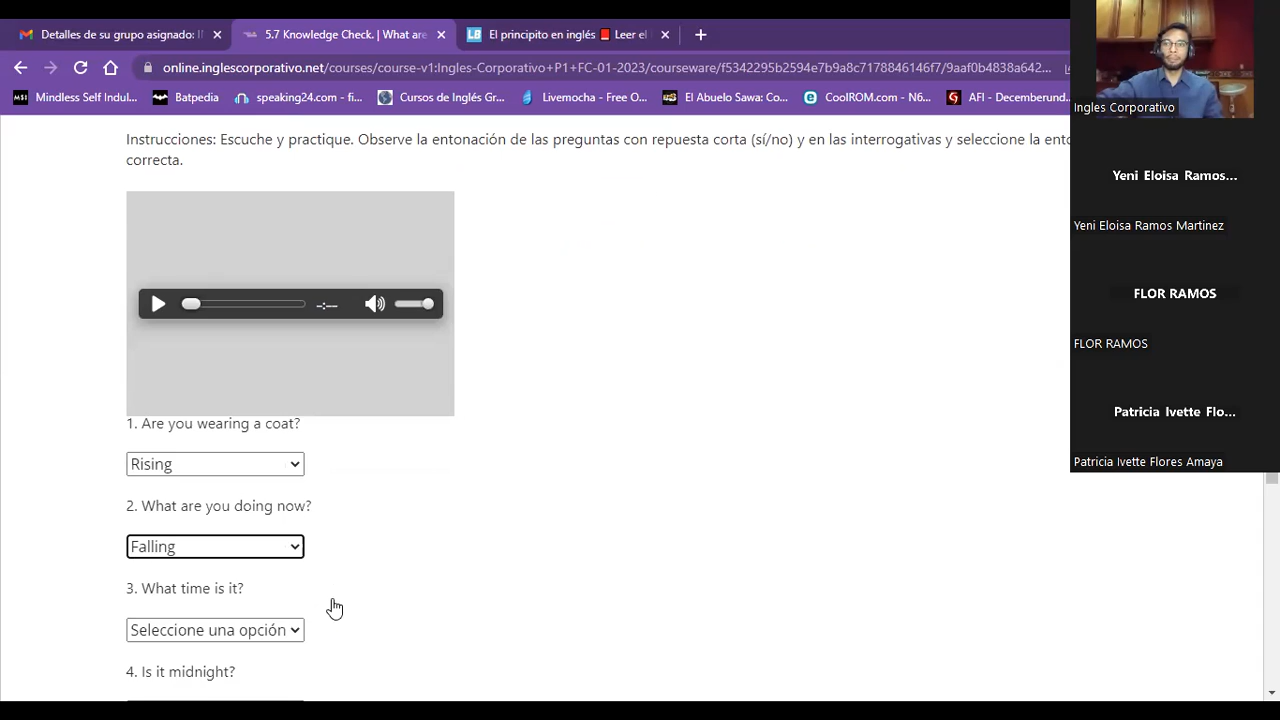 Detalles de su grupo asignado: I
5.7 Knowledge Check. | What are
El principito en inglés 📕 Leer el l
online.inglescorporativo.net/courses/course-v1:Ingles-Corporativo+P1+FC-01-2023/courseware/f5342295b2594e7b9a8c7178846146f7/9aaf0b4838a642...
Mindless Self Indul...
Batpedia
speaking24.com - fi...
Cursos de Inglés Gr...
Livemocha - Free O...
El Abuelo Sawa: Co...
CoolROM.com - N6...
AFI - Decemberund...
Instrucciones: Escuche y practique. Observe la entonación de las preguntas con repuesta corta (sí/no) y en las interrogativas y seleccione la ento
correcta.
-:--
1. Are you wearing a coat?
Rising
2. What are you doing now?
Falling
3. What time is it?
Seleccione una opción
4. Is it midnight?
Ingles Corporativo
Yeni Eloisa Ramos...
Yeni Eloisa Ramos Martinez
FLOR RAMOS
FLOR RAMOS
Patricia Ivette Flo...
Patricia Ivette Flores Amaya